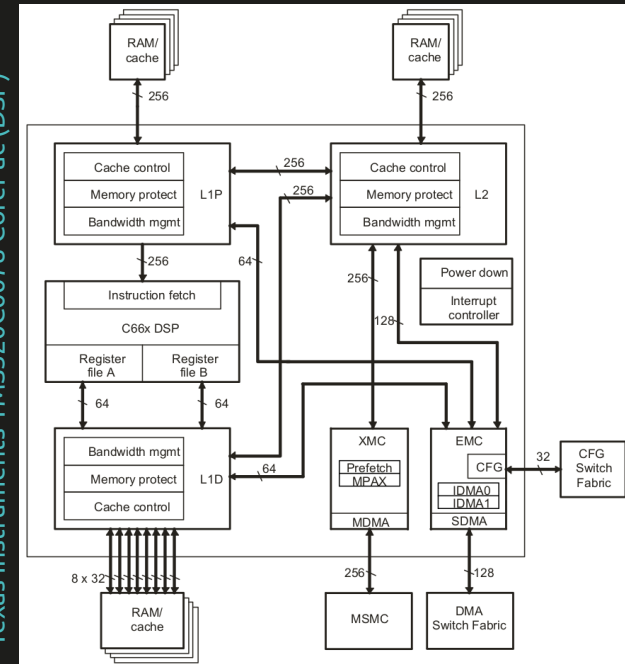 RAM/
cache
RAM/
cache
256
256
Cache control
Memory protect
Bandwidth mgmt
L1P
256
256
Cache control
Memory protect
Bandwidth mgmt
L2
256
64
256
128
Power down
Interrupt
controller
Instruction fetch
C66x DSP
Register
file A
Register
file B
64
64
Bandwidth mgmt
Memory protect
Cache control
L1D
64
XMC
Prefetch
MPAX
MDMA
EMC
CFG
IDMA0
IDMA1
SDMA
32
CFG
Switch
Fabric
8 x 32
256
128
RAM/
cache
MSMC
DMA
Switch Fabric